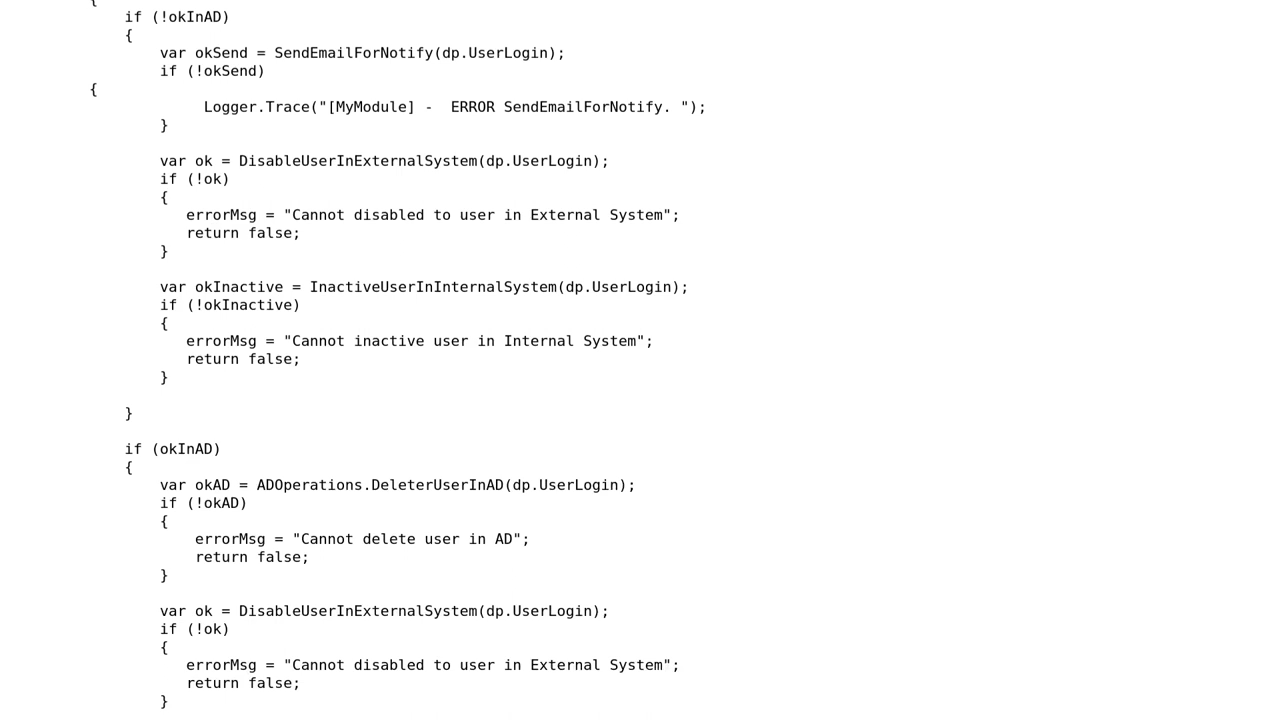 {
    if (!okInAD)
    {
        var okSend = SendEmailForNotify(dp.UserLogin);
        if (!okSend)
{
             Logger.Trace("[MyModule] -  ERROR SendEmailForNotify. ");
        }

        var ok = DisableUserInExternalSystem(dp.UserLogin);
        if (!ok)
        {
           errorMsg = "Cannot disabled to user in External System";
           return false;
        }

        var okInactive = InactiveUserInInternalSystem(dp.UserLogin);
        if (!okInactive)
        {
           errorMsg = "Cannot inactive user in Internal System";
           return false;
        }

    }

    if (okInAD)
    {
        var okAD = ADOperations.DeleterUserInAD(dp.UserLogin);
        if (!okAD)
        {
            errorMsg = "Cannot delete user in AD";
            return false;
        }

        var ok = DisableUserInExternalSystem(dp.UserLogin);
        if (!ok)
        {
           errorMsg = "Cannot disabled to user in External System";
           return false;
        }